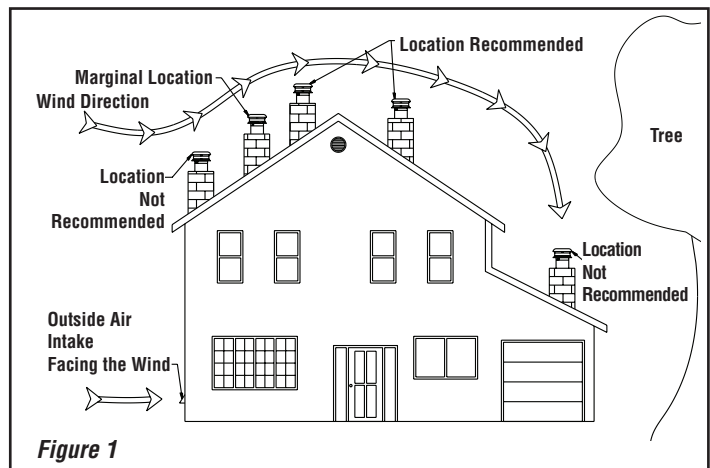 Location Recommended
Marginal Location
Wind Direction
Tree
Location
Not
Recommended
Location
Not
Recommended
Outside Air
Intake
Facing the Wind
Figure 1